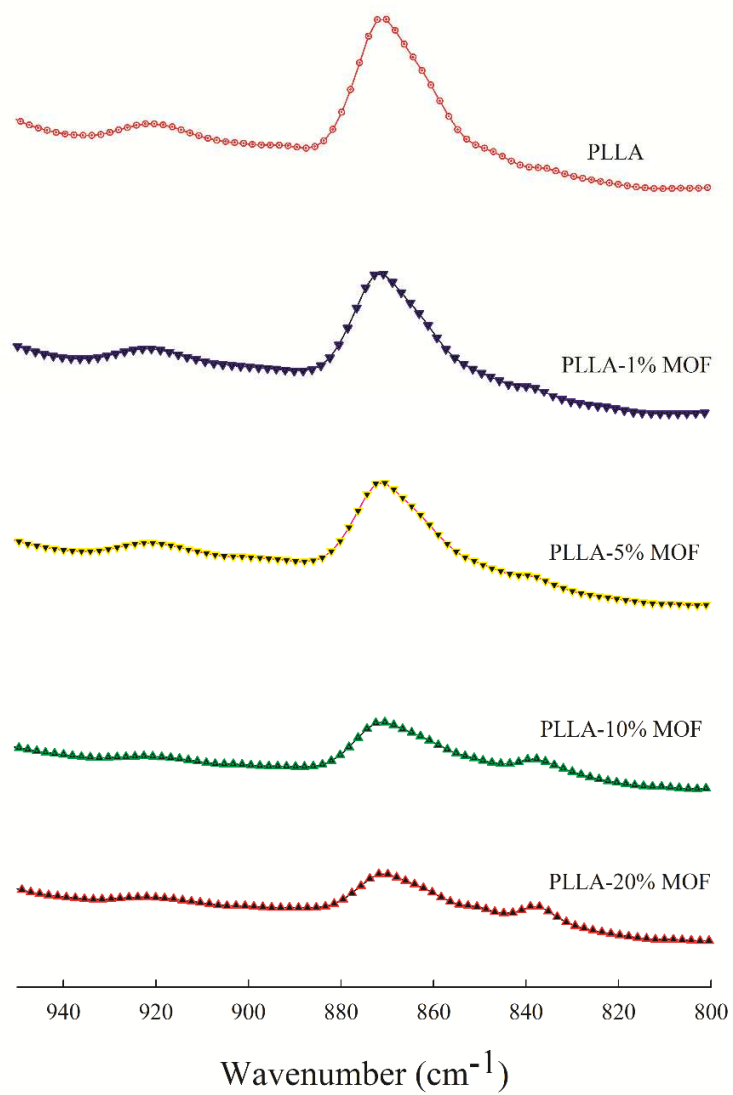 PLLA
PLLA-1% MOF
PLLA-5% MOF
PLLA-10% MOF
PLLA-20% MOF
940 920 900 880 860 840 820 800
Wavenumber (cm-1)